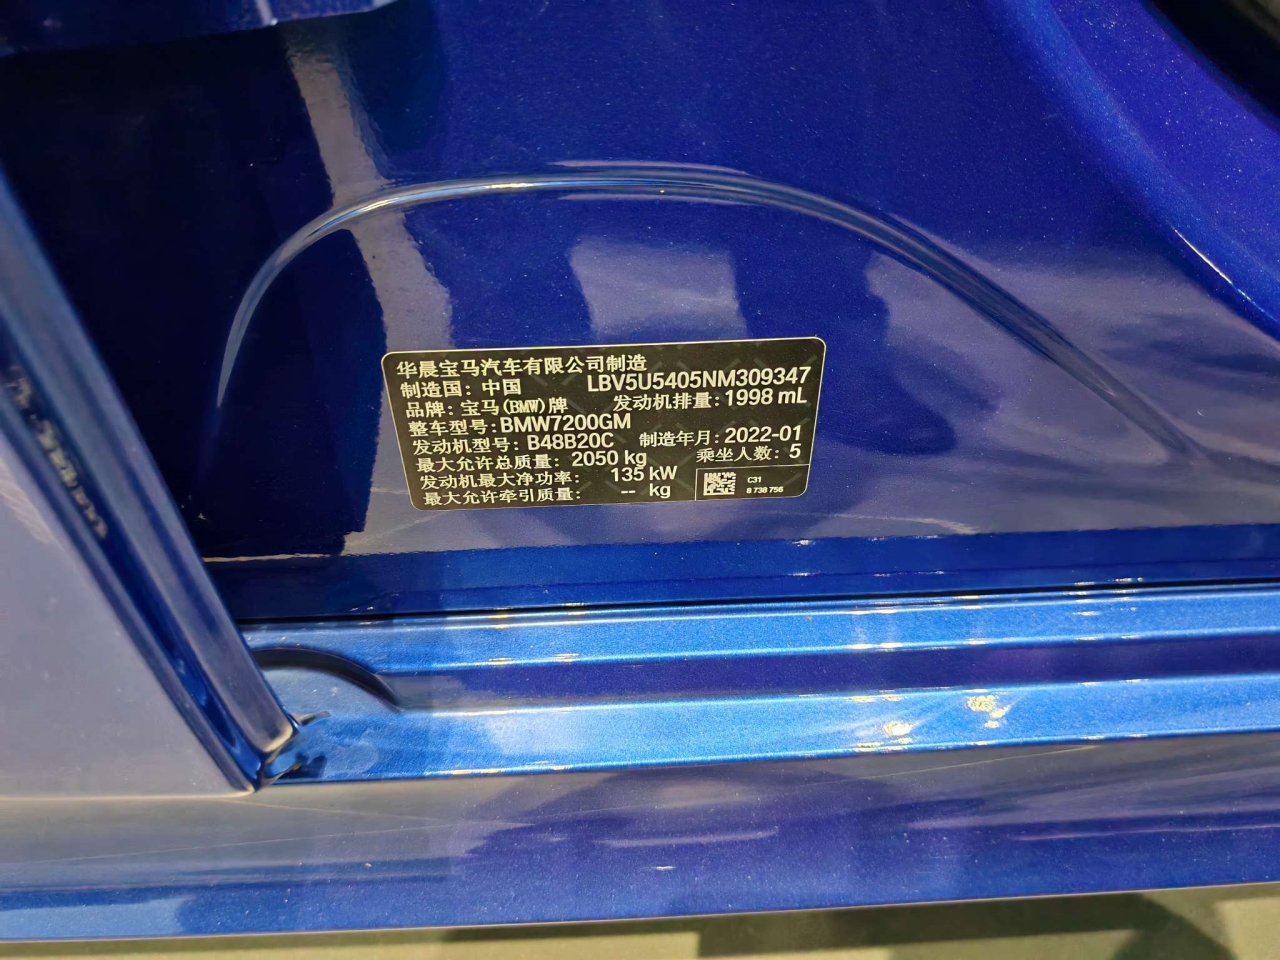 华晨宝马汽车有限公司制造
制造国: 中国 LBV5U5405NM309347
品牌: 宝马(BMW)牌 发动机排量: 1998 mL
整车型号: BMW7200GM
发动机型号: B48B20C 制造年月: 2022-01
最大允许总质量: 2050 kg 乘坐人数: 5
发动机最大净功率: 135 kW
最大允许牵引质量: -- kg
C31
8 738 756